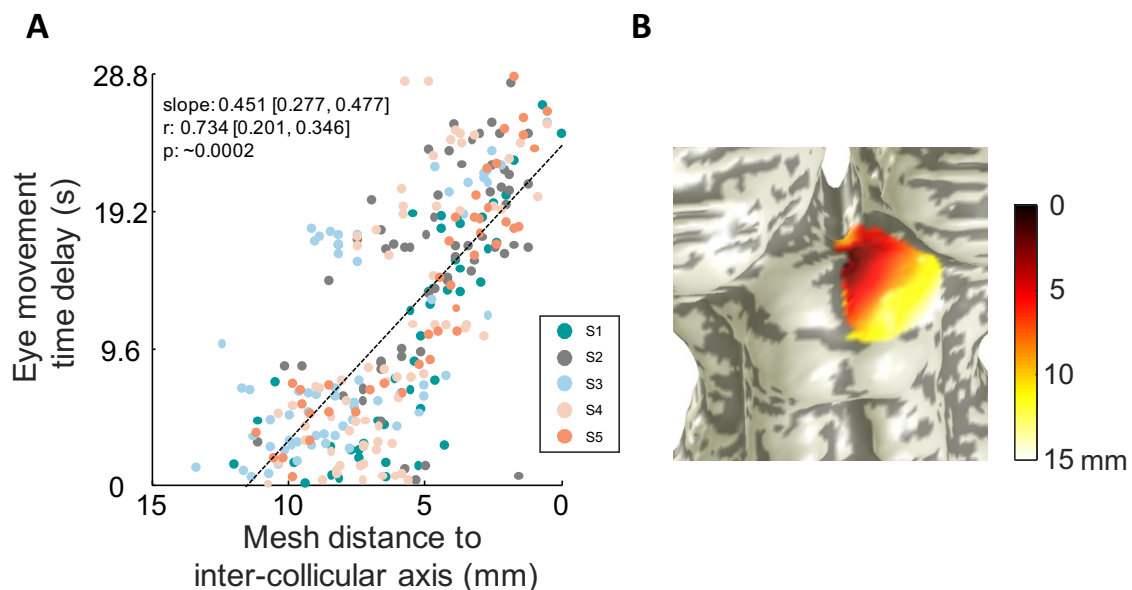 A
B
28.8
19.2
9.6
0
slope: 0.451 [0.277, 0.477]
r: 0.734 [0.201, 0.346]
p: ~0.0002
Eye movement
time delay (s)
S1
S2
S3
S4
S5
15
10
5
0
Mesh distance to
inter-collicular axis (mm)
0
5
10
15 mm